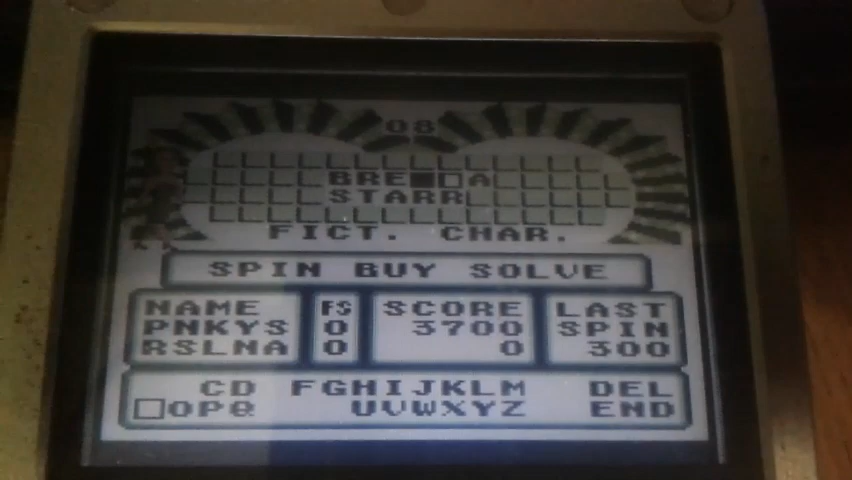 08
BRE■□A
STARR
FICT. CHAR.
SPIN BUY SOLVE
NAME FS SCORE LAST
PNKYS 0 3700 SPIN
RSLNA 0 0 300
CD FGHIJKLM DEL
□OPQ UVWXYZ END